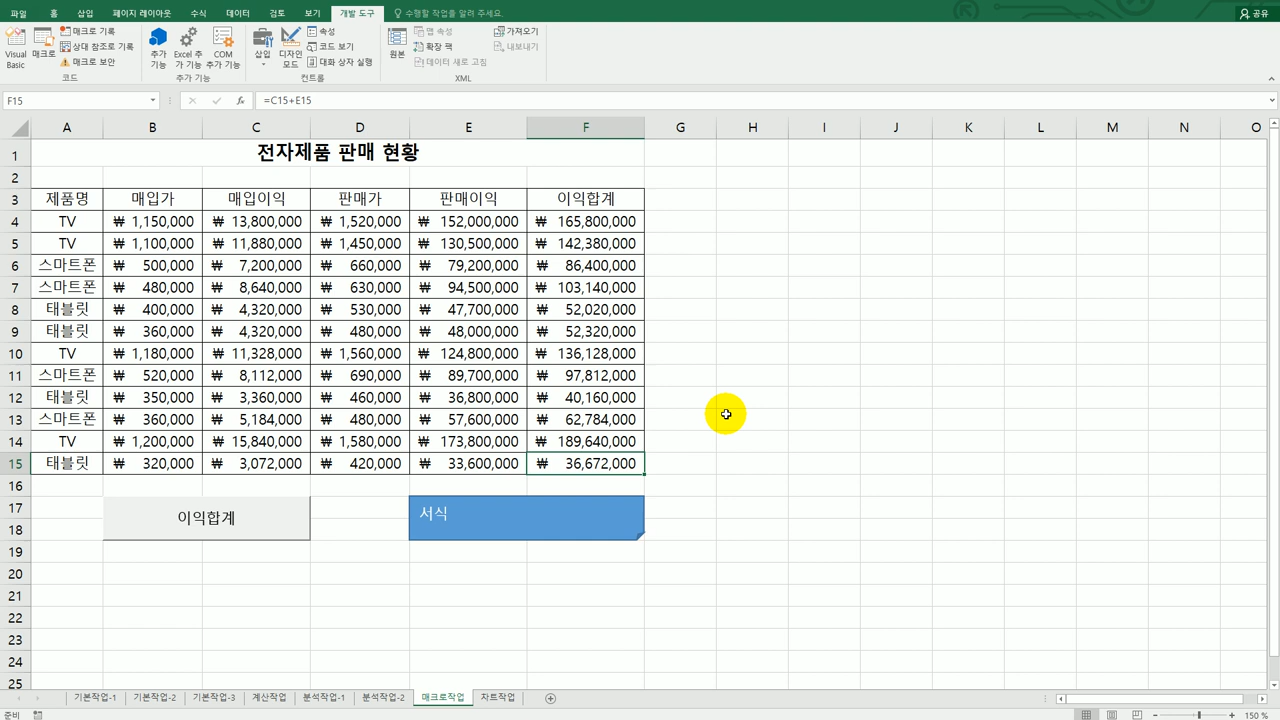 파일 홈 삽입 페이지 레이아웃 수식 데이터 검토 보기 개발 도구 수행할 작업을 알려 주세요. 공유
Visual Basic
매크로
매크로 기록
상대 참조로 기록
매크로 보안
코드
추가 기능
Excel 추가 기능
COM 추가 기능
추가 기능
삽입
디자인 모드
속성
코드 보기
대화 상자 실행
컨트롤
원본
맵 속성
확장 팩
데이터 새로 고침
가져오기
내보내기
XML
F15 fx =C15+E15
A B C D E F G H I J K L M N O
1 전자제품 판매 현황
2
3 제품명 매입가 매입이익 판매가 판매이익 이익합계
4 TV ₩ 1,150,000 ₩ 13,800,000 ₩ 1,520,000 ₩ 152,000,000 ₩ 165,800,000
5 TV ₩ 1,100,000 ₩ 11,880,000 ₩ 1,450,000 ₩ 130,500,000 ₩ 142,380,000
6 스마트폰 ₩ 500,000 ₩ 7,200,000 ₩ 660,000 ₩ 79,200,000 ₩ 86,400,000
7 스마트폰 ₩ 480,000 ₩ 8,640,000 ₩ 630,000 ₩ 94,500,000 ₩ 103,140,000
8 태블릿 ₩ 400,000 ₩ 4,320,000 ₩ 530,000 ₩ 47,700,000 ₩ 52,020,000
9 태블릿 ₩ 360,000 ₩ 4,320,000 ₩ 480,000 ₩ 48,000,000 ₩ 52,320,000
10 TV ₩ 1,180,000 ₩ 11,328,000 ₩ 1,560,000 ₩ 124,800,000 ₩ 136,128,000
11 스마트폰 ₩ 520,000 ₩ 8,112,000 ₩ 690,000 ₩ 89,700,000 ₩ 97,812,000
12 태블릿 ₩ 350,000 ₩ 3,360,000 ₩ 460,000 ₩ 36,800,000 ₩ 40,160,000
13 스마트폰 ₩ 360,000 ₩ 5,184,000 ₩ 480,000 ₩ 57,600,000 ₩ 62,784,000
14 TV ₩ 1,200,000 ₩ 15,840,000 ₩ 1,580,000 ₩ 173,800,000 ₩ 189,640,000
15 태블릿 ₩ 320,000 ₩ 3,072,000 ₩ 420,000 ₩ 33,600,000 ₩ 36,672,000
16
17 이익합계 서식
18
19
20
21
22
23
24
25
기본작업-1 기본작업-2 기본작업-3 계산작업 분석작업-1 분석작업-2 매크로작업 차트작업
준비 150 %